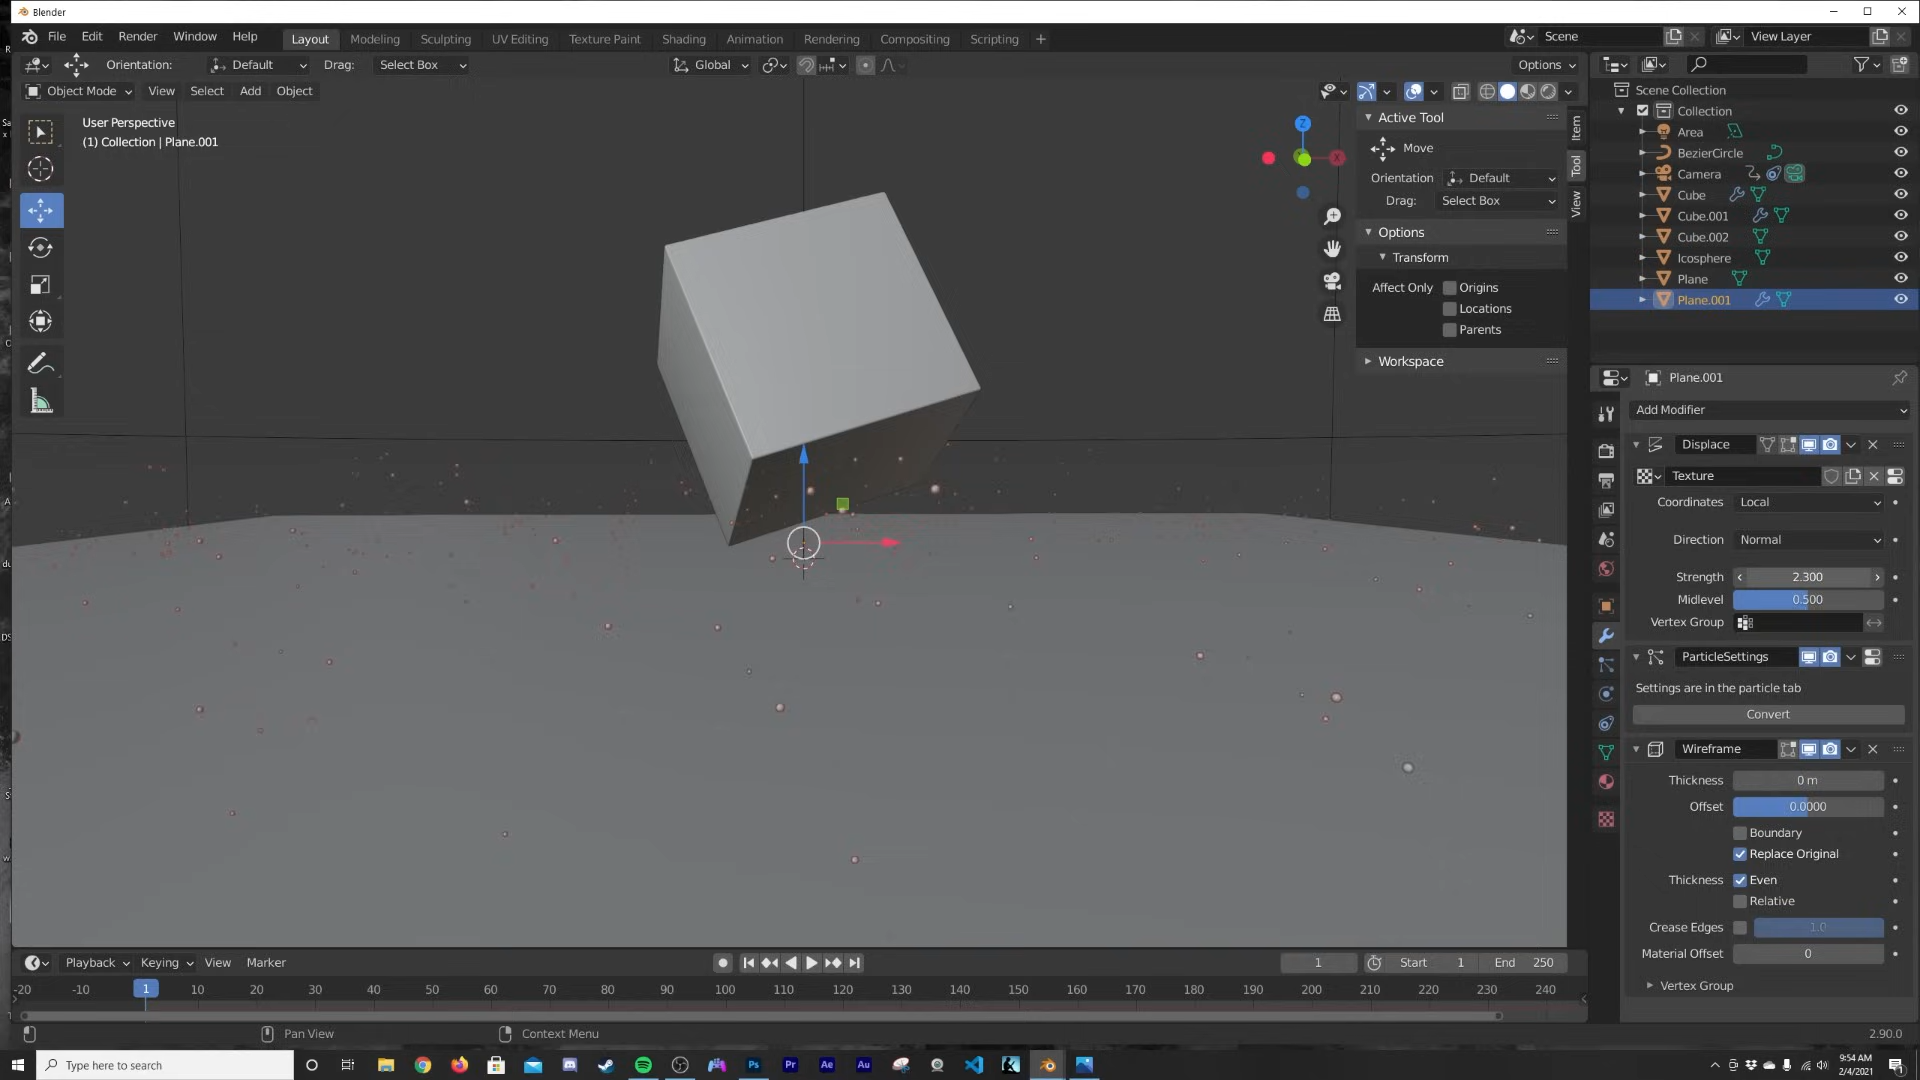 Blender
File Edit Render Window Help Layout Modeling Sculpting UV Editing Texture Paint Shading Animation Rendering Compositing Scripting + Scene View Layer
Orientation: Default Drag: Select Box Global Options
Object Mode View Select Add Object
User Perspective
(1) Collection | Plane.001
Z
X
Active Tool
Move
Orientation Default
Drag: Select Box
Options
Transform
Affect Only Origins
Locations
Parents
Workspace
Item
Tool
View
Scene Collection
Collection
Area
BezierCircle
Camera
Cube
Cube.001
Cube.002
Icosphere
Plane
Plane.001
Plane.001
Add Modifier
Displace
Texture
Coordinates Local
Direction Normal
Strength 2.300
Midlevel 0.500
Vertex Group
ParticleSettings
Settings are in the particle tab
Convert
Wireframe
Thickness 0 m
Offset 0.0000
Boundary
Replace Original
Thickness Even
Relative
Crease Edges 1.0
Material Offset 0
Vertex Group
Playback Keying View Marker 1 Start 1 End 250
-20 -10 1 10 20 30 40 50 60 70 80 90 100 110 120 130 140 150 160 170 180 190 200 210 220 230 240
Pan View Context Menu 2.90.0
Type here to search
Ps Pr Ae Au
9:54 AM
2/4/2021